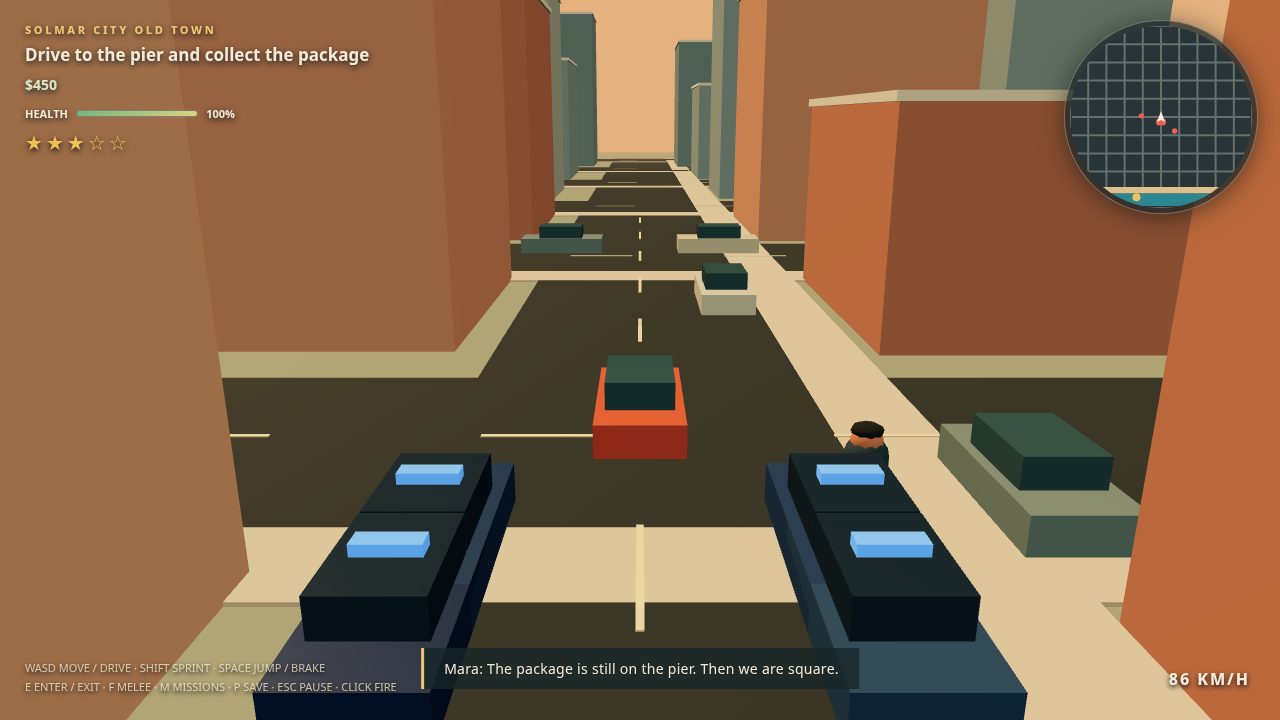 SOLMAR CITY OLD TOWN
Drive to the pier and collect the package
$450
HEALTH 100%
★★★☆☆
Mara: The package is still on the pier. Then we are square.
WASD MOVE / DRIVE · SHIFT SPRINT · SPACE JUMP / BRAKE
E ENTER / EXIT · F MELEE · M MISSIONS · P SAVE · ESC PAUSE · CLICK FIRE
86 KM/H